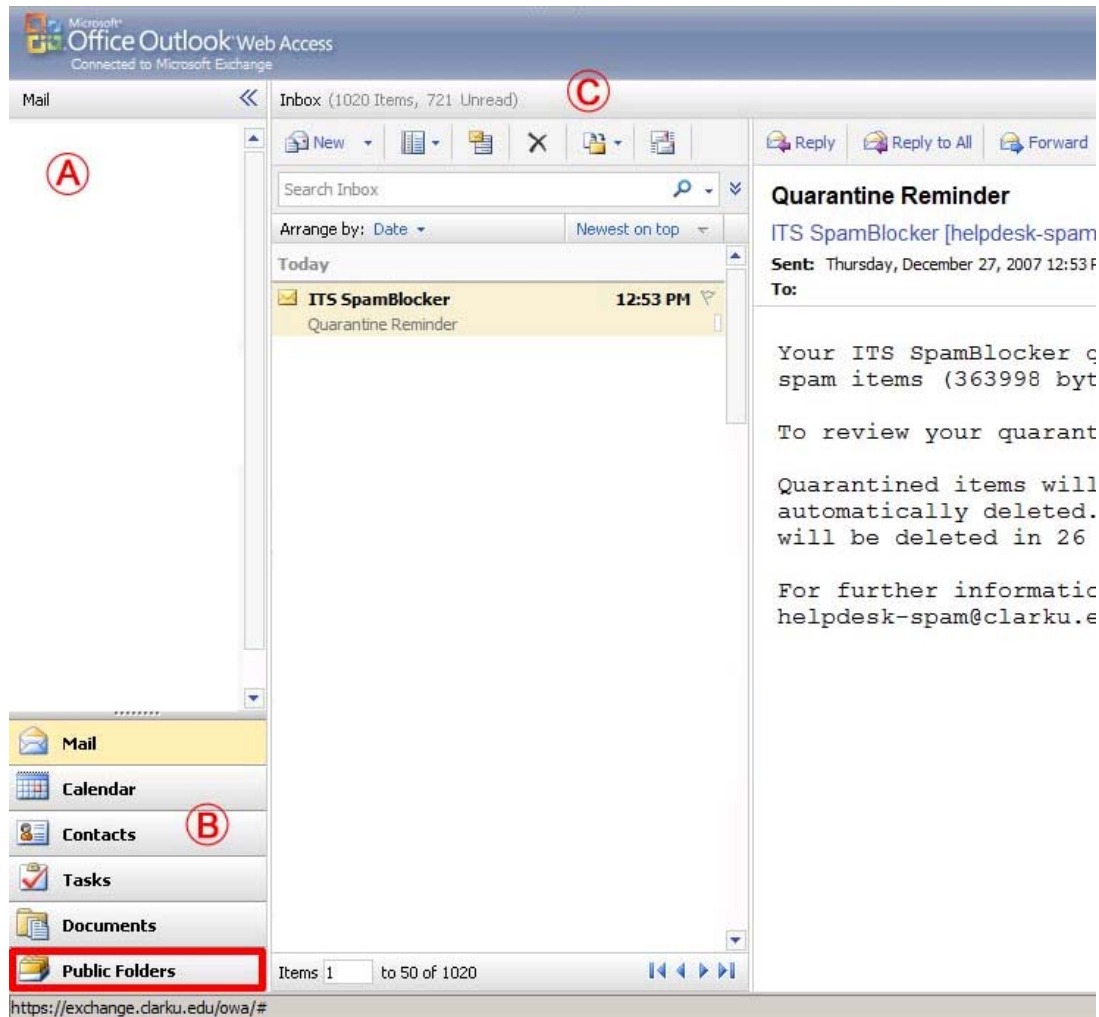 Microsoft®
Office Outlook Web Access
Connected to Microsoft Exchange
Mail
A
Mail
Calendar
B
Contacts
Tasks
Documents
Public Folders
https://exchange.clarku.edu/owa/#
Inbox (1020 Items, 721 Unread)
C
New
Search Inbox
Arrange by: Date
Newest on top
Today
ITS SpamBlocker 12:53 PM
Quarantine Reminder
Items 1 to 50 of 1020
Reply Reply to All Forward
Quarantine Reminder
ITS SpamBlocker [helpdesk-spam
Sent: Thursday, December 27, 2007 12:53
To:
Your ITS SpamBlocker
spam items (363998 byt
To review your quarant
Quarantined items will
automatically deleted.
will be deleted in 26
For further informatic
helpdesk-spam@clarku.e